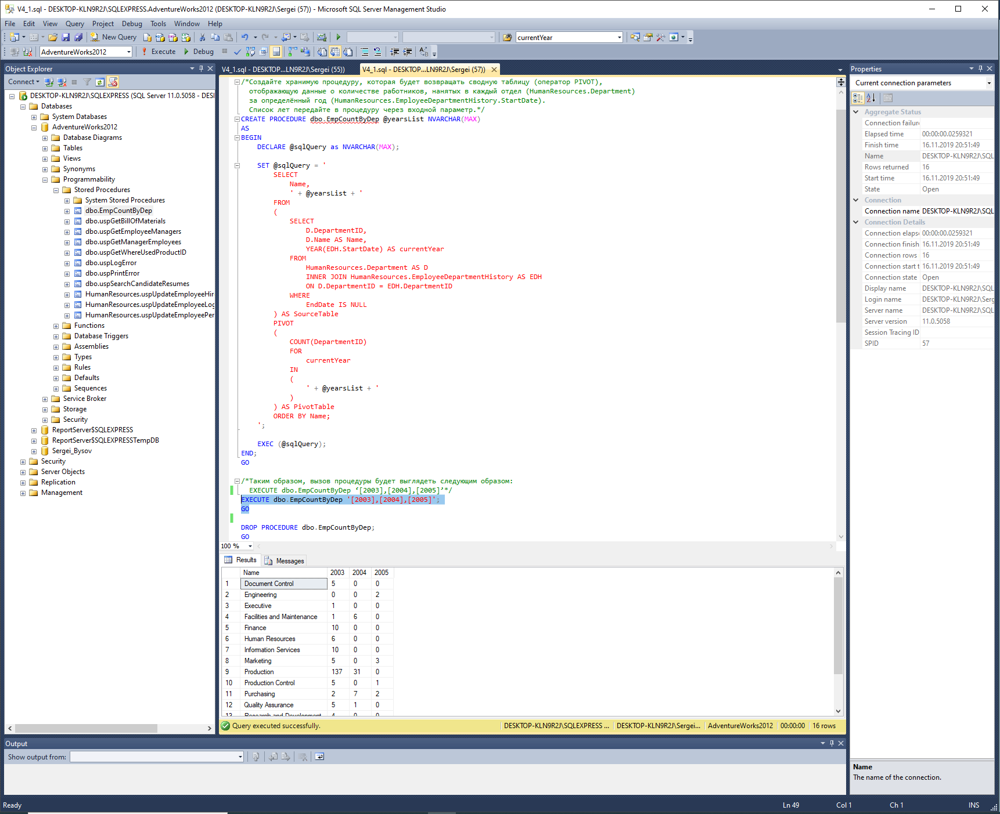 V4_1.sql - DESKTOP-KLN9R2J\SQLEXPRESS.AdventureWorks2012 (DESKTOP-KLN9R2J\Sergei (57)) - Microsoft SQL Server Management Studio
File Edit View Query Project Debug Tools Window Help
New Query currentYear
AdventureWorks2012 Execute Debug
Object Explorer
Connect
DESKTOP-KLN9R2J\SQLEXPRESS (SQL Server 11.0.5058 - DESI
Databases
System Databases
AdventureWorks2012
Database Diagrams
Tables
Views
Synonyms
Programmability
Stored Procedures
System Stored Procedures
dbo.EmpCountByDep
dbo.uspGetBillOfMaterials
dbo.uspGetEmployeeManagers
dbo.uspGetManagerEmployees
dbo.uspGetWhereUsedProductID
dbo.uspLogError
dbo.uspPrintError
dbo.uspSearchCandidateResumes
HumanResources.uspUpdateEmployeeHir
HumanResources.uspUpdateEmployeeLog
HumanResources.uspUpdateEmployeePer
Functions
Database Triggers
Assemblies
Types
Rules
Defaults
Sequences
Service Broker
Storage
Security
ReportServer$SQLEXPRESS
ReportServer$SQLEXPRESSTempDB
Sergei_Bysov
Security
Server Objects
Replication
Management
V4_1.sql - DESKTOP...LN9R2J\Sergei (55)) V4_1.sql - DESKTOP...LN9R2J\Sergei (57))
/*Создайте хранимую процедуру, которая будет возвращать сводную таблицу (оператор PIVOT),
отображающую данные о количестве работников, нанятых в каждый отдел (HumanResources.Department)
за определённый год (HumanResources.EmployeeDepartmentHistory.StartDate).
Список лет передайте в процедуру через входной параметр.*/
CREATE PROCEDURE dbo.EmpCountByDep @yearsList NVARCHAR(MAX)
AS
BEGIN
DECLARE @sqlQuery as NVARCHAR(MAX);
SET @sqlQuery = '
SELECT
Name,
' + @yearsList + '
FROM
(
SELECT
D.DepartmentID,
D.Name AS Name,
YEAR(EDH.StartDate) AS currentYear
FROM
HumanResources.Department AS D
INNER JOIN HumanResources.EmployeeDepartmentHistory AS EDH
ON D.DepartmentID = EDH.DepartmentID
WHERE
EndDate IS NULL
) AS SourceTable
PIVOT
(
COUNT(DepartmentID)
FOR
currentYear
IN
(
' + @yearsList + '
)
) AS PivotTable
ORDER BY Name;
';
EXEC (@sqlQuery);
END;
GO
/*Таким образом, вызов процедуры будет выглядеть следующим образом:
EXECUTE dbo.EmpCountByDep ‘[2003],[2004],[2005]’*/
EXECUTE dbo.EmpCountByDep '[2003],[2004],[2005]';
GO
DROP PROCEDURE dbo.EmpCountByDep;
GO
100 %
Results Messages
Name 2003 2004 2005
1 Document Control 5 0 0
2 Engineering 0 0 2
3 Executive 1 0 0
4 Facilities and Maintenance 1 6 0
5 Finance 10 0 0
6 Human Resources 6 0 0
7 Information Services 10 0 0
8 Marketing 5 0 3
9 Production 137 31 0
10 Production Control 5 0 1
11 Purchasing 2 7 2
12 Quality Assurance 5 1 0
13 Research and Development 4 0 0
Query executed successfully. DESKTOP-KLN9R2J\SQLEXPRESS ... DESKTOP-KLN9R2J\Sergei... AdventureWorks2012 00:00:00 16 rows
Properties
Current connection parameters
Aggregate Status
Connection failure
Elapsed time 00:00:00.0259321
Finish time 16.11.2019 20:51:49
Name DESKTOP-KLN9R2J\SQL
Rows returned 16
Start time 16.11.2019 20:51:49
State Open
Connection
Connection name DESKTOP-KLN9R2J\SQL
Connection Details
Connection elaps 00:00:00.0259321
Connection finish 16.11.2019 20:51:49
Connection rows 16
Connection start t 16.11.2019 20:51:49
Connection state Open
Display name DESKTOP-KLN9R2J\SQL
Login name DESKTOP-KLN9R2J\Serg
Server name DESKTOP-KLN9R2J\SQL
Server version 11.0.5058
Session Tracing ID
SPID 57
Name
The name of the connection.
Output
Show output from:
Ready Ln 49 Col 1 Ch 1 INS